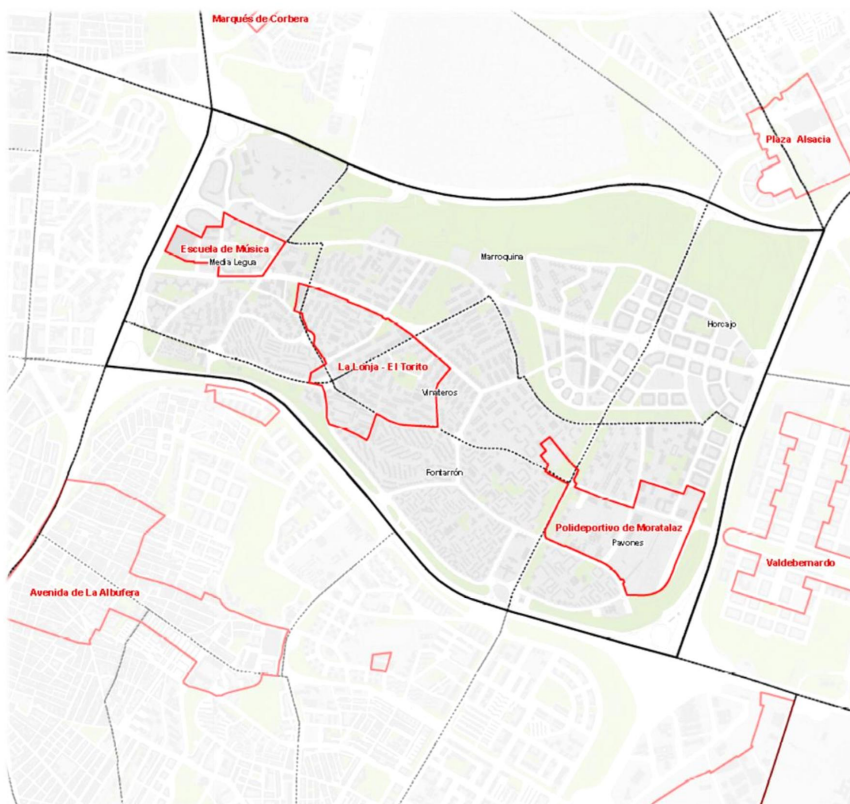 Marqués de Corbera
Plaza Alsacia
Escuela de Música
Media Legua
Marroquina
Horcajo
La Lonja - El Torito
Vinateros
Fontarrón
Polideportivo de Moratalaz
Pavones
Valdebernardo
Avenida de La Albufera